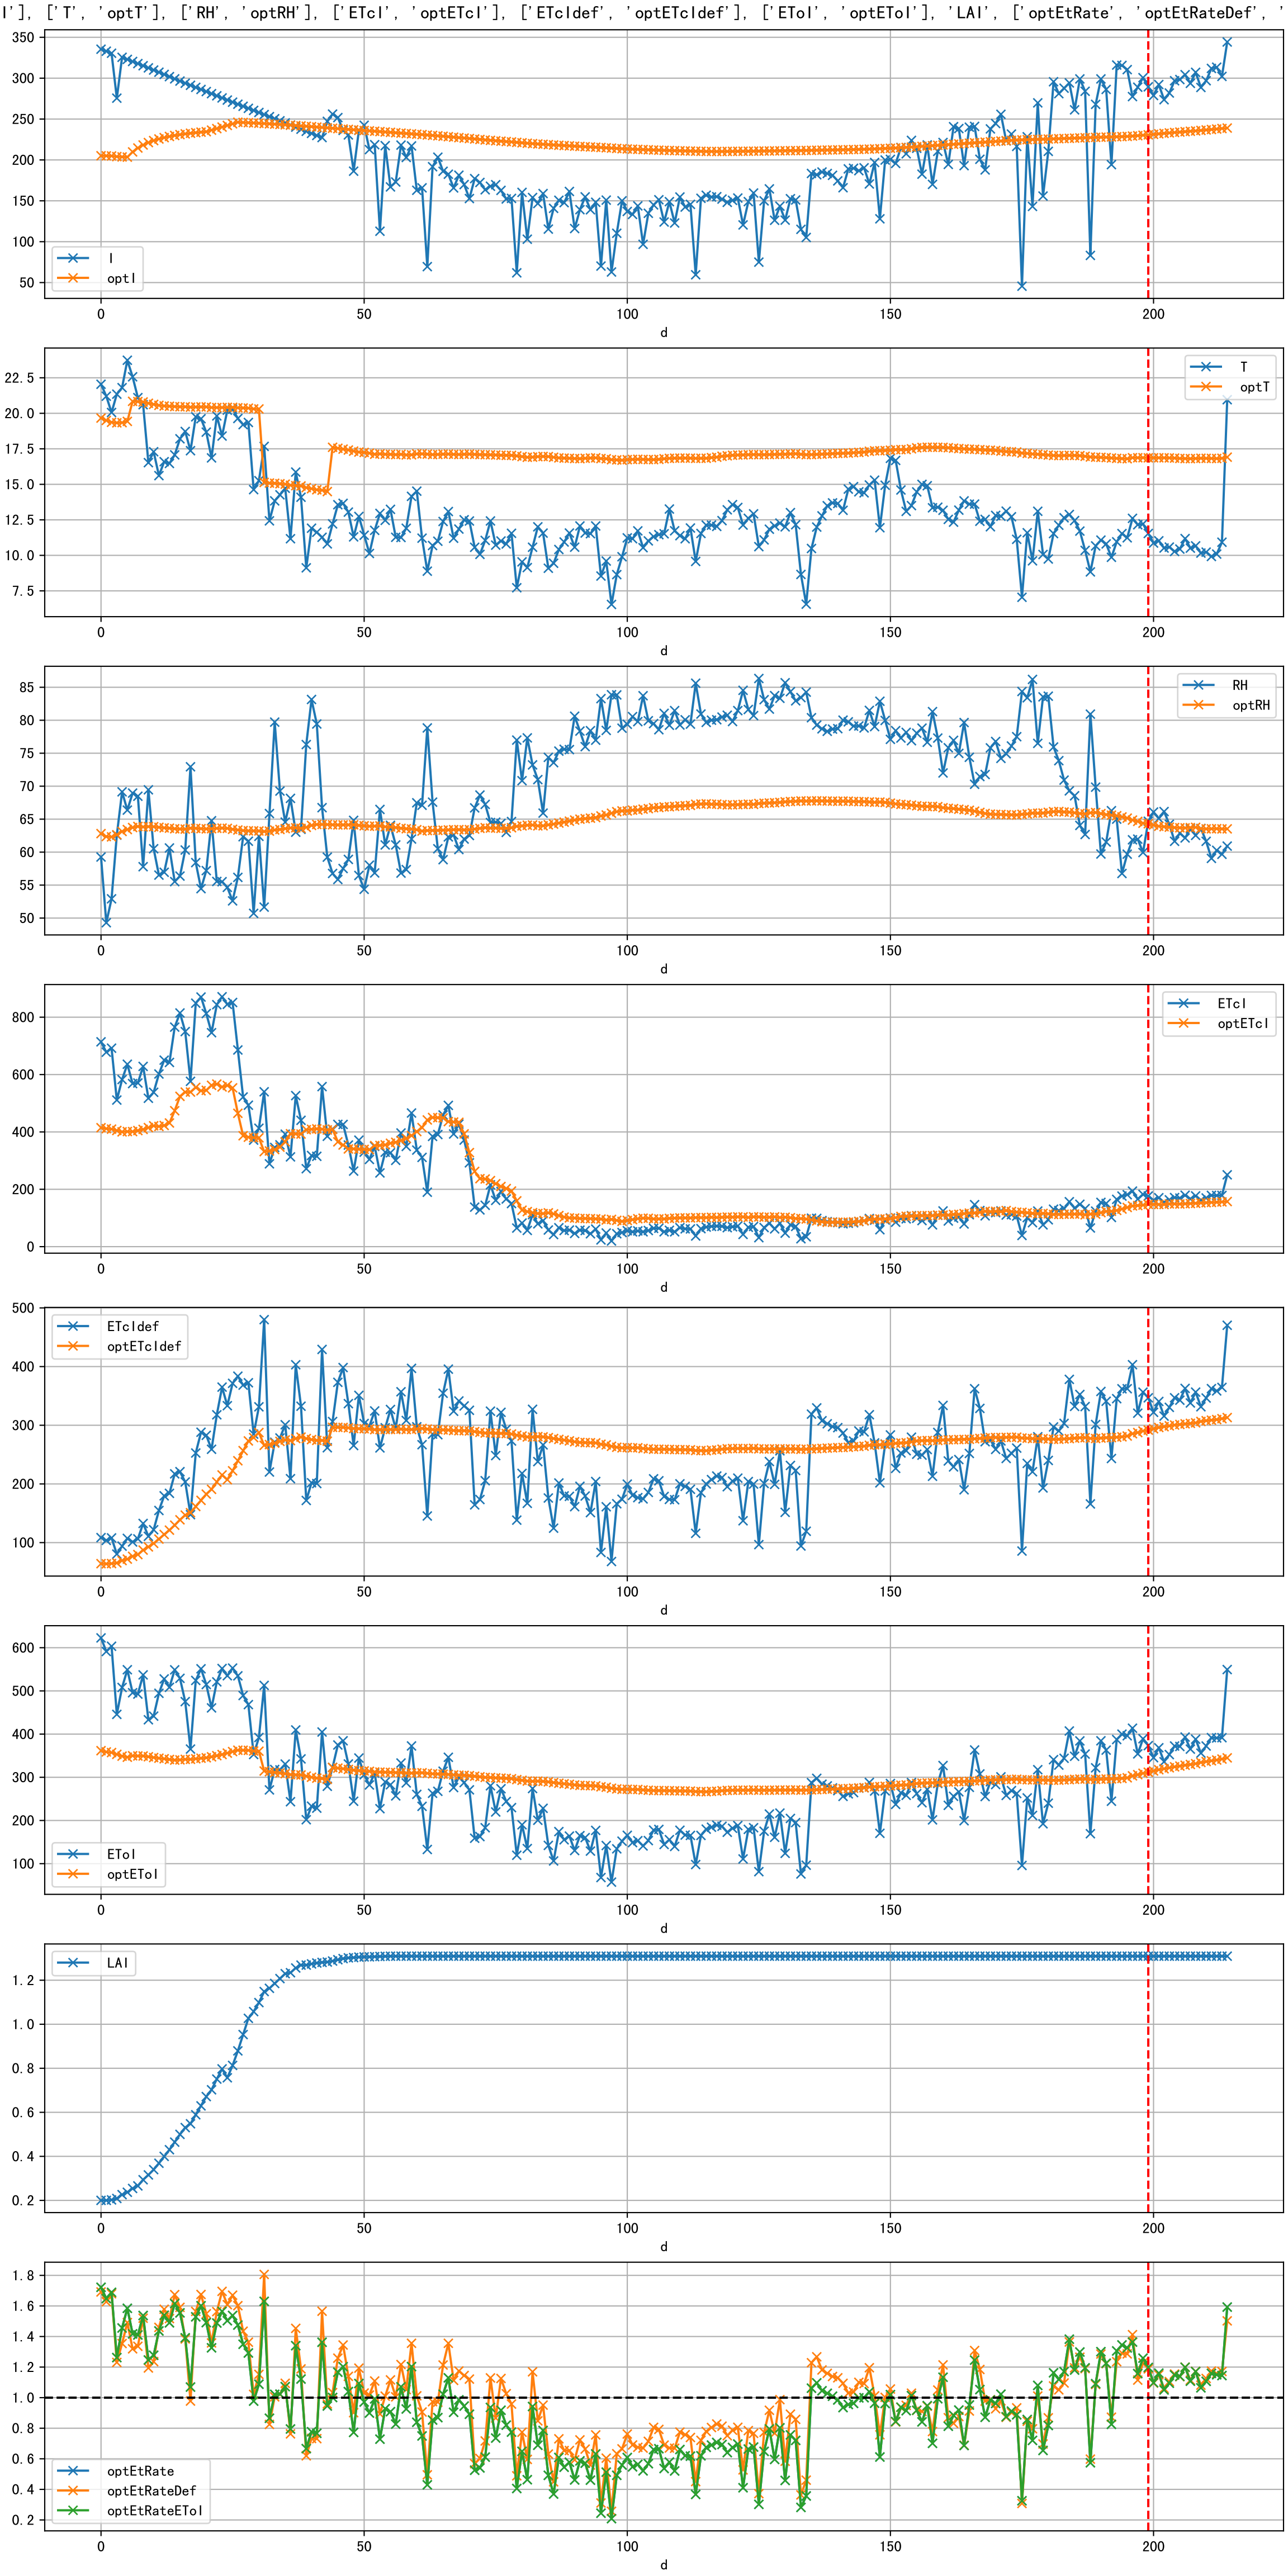 I'], ['T', 'optT'], ['RH', 'optRH'], ['ETcI', 'optETcI'], ['ETcIdef', 'optETcIdef'], ['EToI', 'optEToI'], 'LAI', ['optEtRate', 'optEtRateDef', '
350
300
250
200
150
100
50
I
optI
0 50 100 150 200
d
22.5
20.0
17.5
15.0
12.5
10.0
7.5
T
optT
0 50 100 150 200
d
85
80
75
70
65
60
55
50
RH
optRH
0 50 100 150 200
d
800
600
400
200
0
ETcI
optETcI
0 50 100 150 200
d
500
400
300
200
100
ETcIdef
optETcIdef
0 50 100 150 200
d
600
500
400
300
200
100
EToI
optEToI
0 50 100 150 200
d
1.2
1.0
0.8
0.6
0.4
0.2
LAI
0 50 100 150 200
d
1.8
1.6
1.4
1.2
1.0
0.8
0.6
0.4
0.2
optEtRate
optEtRateDef
optEtRateEToI
0 50 100 150 200
d